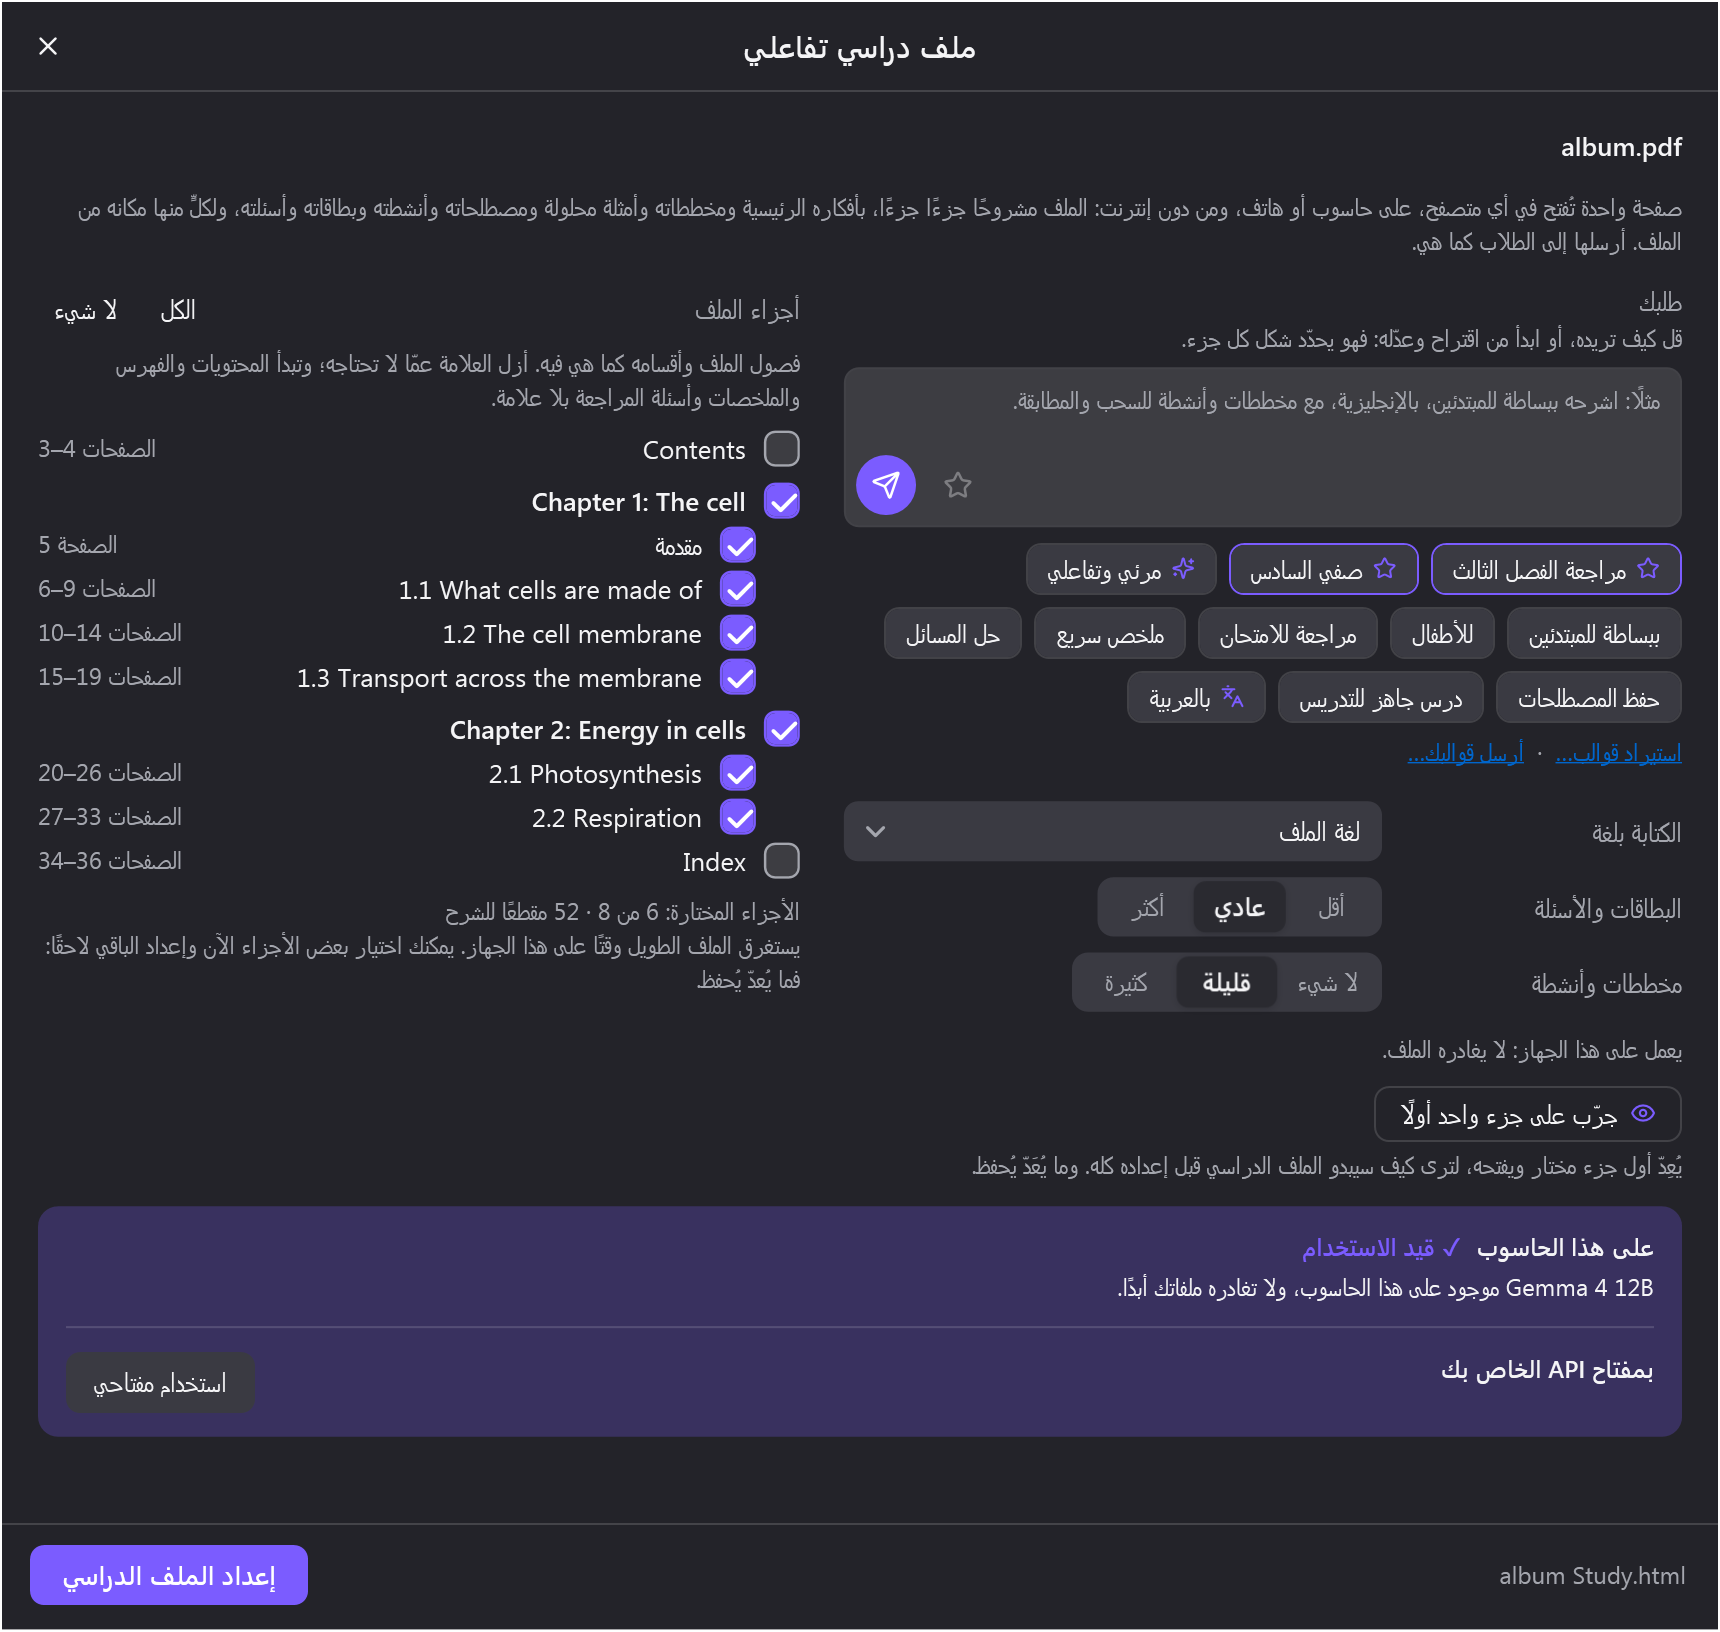 ملف دراسي تفاعلي
album.pdf
صفحة واحدة تُفتح في أي متصفح، على حاسوب أو هاتف، ومن دون إنترنت: الملف مشروحًا جزءًا جزءًا، بأفكاره الرئيسية ومخططاته وأمثلة محلولة ومصطلحاته وأنشطته وبطاقاته وأسئلته، ولكلٍّ منها مكانه من
الملف. أرسلها إلى الطلاب كما هي.
طلبك
قل كيف تريده، أو ابدأ من اقتراح وعدّله: فهو يحدّد شكل كل جزء.
مثلًا: اشرحه ببساطة للمبتدئين، بالإنجليزية، مع مخططات وأنشطة للسحب والمطابقة.
مراجعة الفصل الثالث
صفي السادس
مرئي وتفاعلي
ببساطة للمبتدئين
للأطفال
مراجعة للامتحان
ملخص سريع
حل المسائل
حفظ المصطلحات
درس جاهز للتدريس
بالعربية
استيراد قوالب... · أرسل قوالبك...
الكتابة بلغة
لغة الملف
البطاقات والأسئلة
أقل
عادي
أكثر
مخططات وأنشطة
لا شيء
قليلة
كثيرة
يعمل على هذا الجهاز: لا يغادره الملف.
جرّب على جزء واحد أولًا
يُعِدّ أول جزء مختار ويفتحه، لترى كيف سيبدو الملف الدراسي قبل إعداده كله. وما يُعَدّ يُحفظ.
أجزاء الملف
الكل
لا شيء
فصول الملف وأقسامه كما هي فيه. أزل العلامة عمّا لا تحتاجه؛ وتبدأ المحتويات والفهرس
والملخصات وأسئلة المراجعة بلا علامة.
Contents
الصفحات 3–4
Chapter 1: The cell
مقدمة
الصفحة 5
1.1 What cells are made of
الصفحات 6–9
1.2 The cell membrane
الصفحات 10–14
1.3 Transport across the membrane
الصفحات 15–19
Chapter 2: Energy in cells
2.1 Photosynthesis
الصفحات 20–26
2.2 Respiration
الصفحات 27–33
Index
الصفحات 34–36
الأجزاء المختارة: 6 من 8 · 52 مقطعًا للشرح
يستغرق الملف الطويل وقتًا على هذا الجهاز. يمكنك اختيار بعض الأجزاء الآن وإعداد الباقي لاحقًا:
فما يُعدّ يُحفظ.
على هذا الحاسوب ✓ قيد الاستخدام
Gemma 4 12B موجود على هذا الحاسوب، ولا تغادره ملفاتك أبدًا.
بمفتاح API الخاص بك
استخدام مفتاحي
album Study.html
إعداد الملف الدراسي